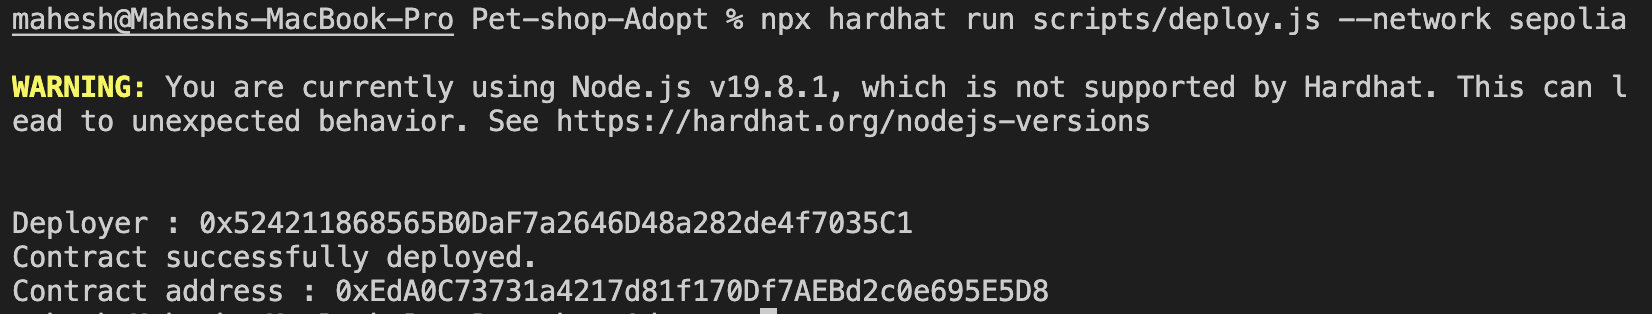 mahesh@Maheshs-MacBook-Pro Pet-shop-Adopt % npx hardhat run scripts/deploy.js --network sepolia
WARNING: You are currently using Node.js v19.8.1, which is not supported by Hardhat. This can l
ead to unexpected behavior. See https://hardhat.org/nodejs-versions
Deployer : 0x524211868565B0DaF7a2646D48a282de4f7035C1
Contract successfully deployed.
Contract address : 0xEdA0C73731a4217d81f170Df7AEBd2c0e695E5D8